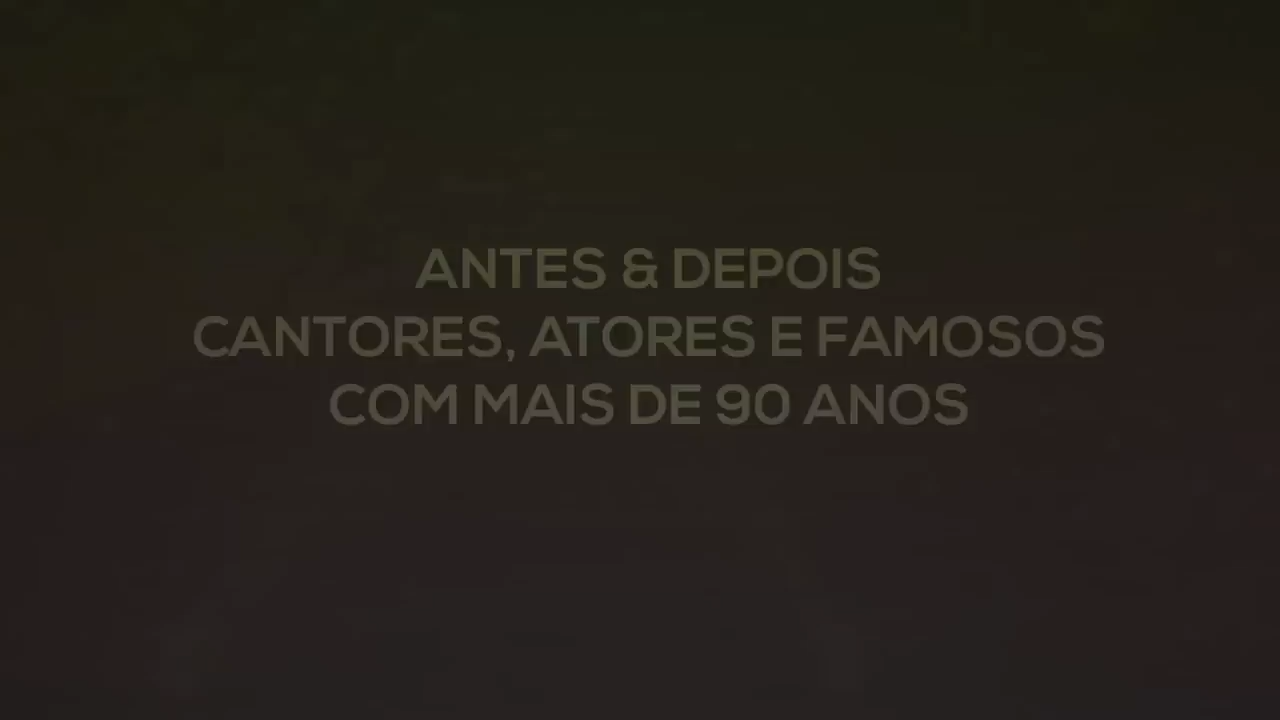 ANTES & DEPOIS
CANTORES, ATORES E FAMOSOS
COM MAIS DE 90 ANOS